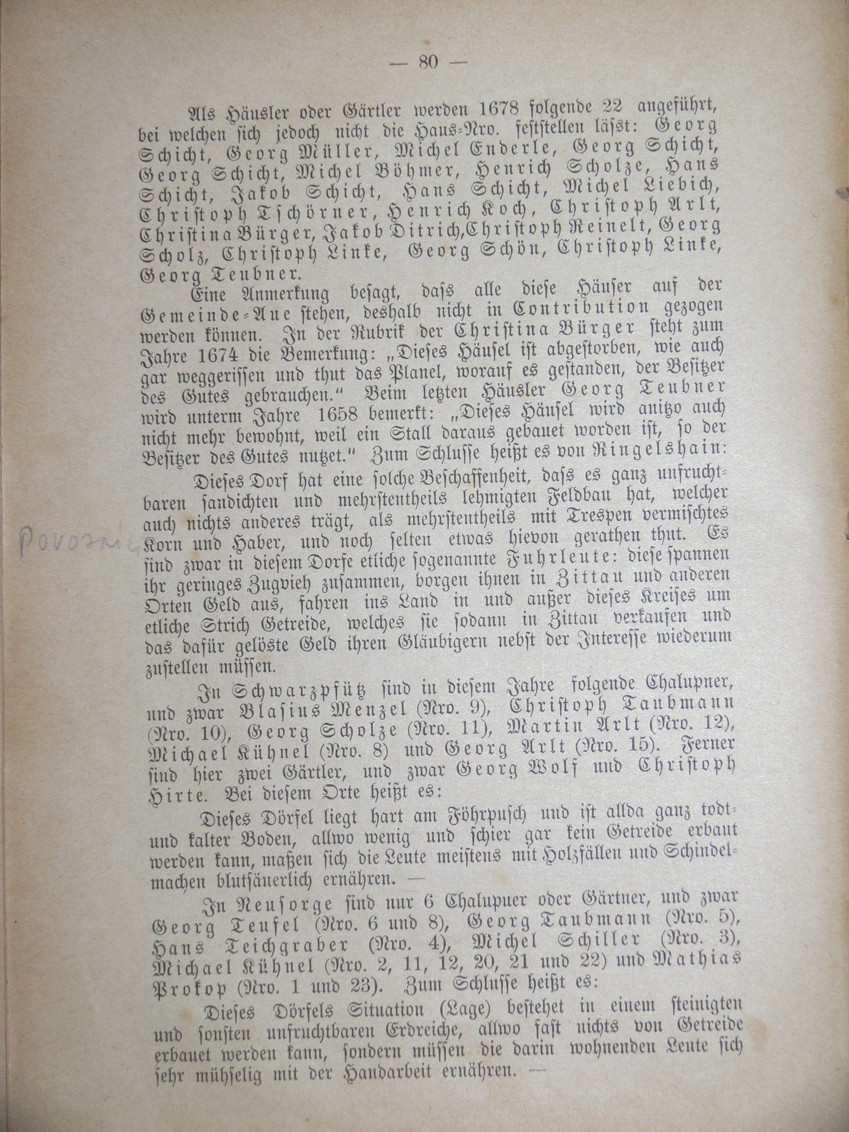 — 80 —
Als Häusler oder Gärtler werden 1678 folgende 22 angeführt,
bei welchen sich jedoch nicht die Haus-Nro. feststellen lässt: Georg
Schicht, Georg Müller, Michel Enderle, Georg Schicht,
Georg Schicht, Michel Böhmer, Henrich Scholze, Hans
Schicht, Jakob Schicht, Hans Schicht, Michel Liebich,
Christoph Tschörner, Henrich Koch, Christoph Arlt,
Christina Bürger, Jakob Ditrich, Christoph Reinelt, Georg
Scholz, Christoph Linke, Georg Schön, Christoph Linke,
Georg Teubner.
Eine Anmerkung besagt, dass alle diese Häuser auf der
Gemeinde-Aue stehen, deshalb nicht in Contribution gezogen
werden können. In der Rubrik der Christina Bürger steht zum
Jahre 1674 die Bemerkung: „Dieses Häusel ist abgestorben, wie auch
gar weggerissen und thut das Planel, worauf es gestanden, der Besitzer
des Gutes gebrauchen.“ Beim letzten Häusler Georg Teubner
wird unterm Jahre 1658 bemerkt: „Dieses Häusel wird anitzo auch
nicht mehr bewohnt, weil ein Stall daraus gebauet worden ist, so der
Besitzer des Gutes nutzet.“ Zum Schlusse heißt es von Ringelshain:
Dieses Dorf hat eine solche Beschaffenheit, dass es ganz unfrucht-
baren sandichten und mehrstentheils lehmigten Feldbau hat, welcher
auch nichts anderes trägt, als mehrstentheils mit Trespen vermischtes
Korn und Haber, und noch selten etwas hievon gerathen thut. Es
sind zwar in diesem Dorfe etliche sogenannte Fuhrleute: diese spannen
ihr geringes Zugvieh zusammen, borgen ihnen in Zittau und anderen
Orten Geld aus, fahren ins Land in und außer dieses Kreises um
etliche Strich Getreide, welches sie sodann in Zittau verkaufen und
das dafür gelöste Geld ihren Gläubigern nebst der Interesse wiederum
zustellen müssen.
In Schwarzpfütz sind in diesem Jahre folgende Chalupner,
und zwar Blasius Menzel (Nro. 9), Christoph Taubmann
(Nro. 10), Georg Scholze (Nro. 11), Martin Arlt (Nro. 12),
Michael Kühnel (Nro. 8) und Georg Arlt (Nro. 15). Ferner
sind hier zwei Gärtler, und zwar Georg Wolf und Christoph
Hirte. Bei diesem Orte heißt es:
Dieses Dörfel liegt hart am Föhrpusch und ist allda ganz todt-
und kalter Boden, allwo wenig und schier gar kein Getreide erbaut
werden kann, maßen sich die Leute meistens mit Holzfällen und Schindel-
machen blutsäuerlich ernähren. —
In Neusorge sind nur 6 Chalupner oder Gärtner, und zwar
Georg Teufel (Nro. 6 und 8), Georg Taubmann (Nro. 5),
Hans Teichgraber (Nro. 4), Michel Schiller (Nro. 3),
Michael Kühnel (Nro. 2, 11, 12, 20, 21 und 22) und Mathias
Prokop (Nro. 1 und 23). Zum Schlusse heißt es:
Dieses Dörfels Situation (Lage) bestehet in einem steinigten
und sonsten unfruchtbaren Erdreiche, allwo fast nichts von Getreide
erbauet werden kann, sondern müssen die darin wohnenden Leute sich
sehr mühselig mit der Handarbeit ernähren. —